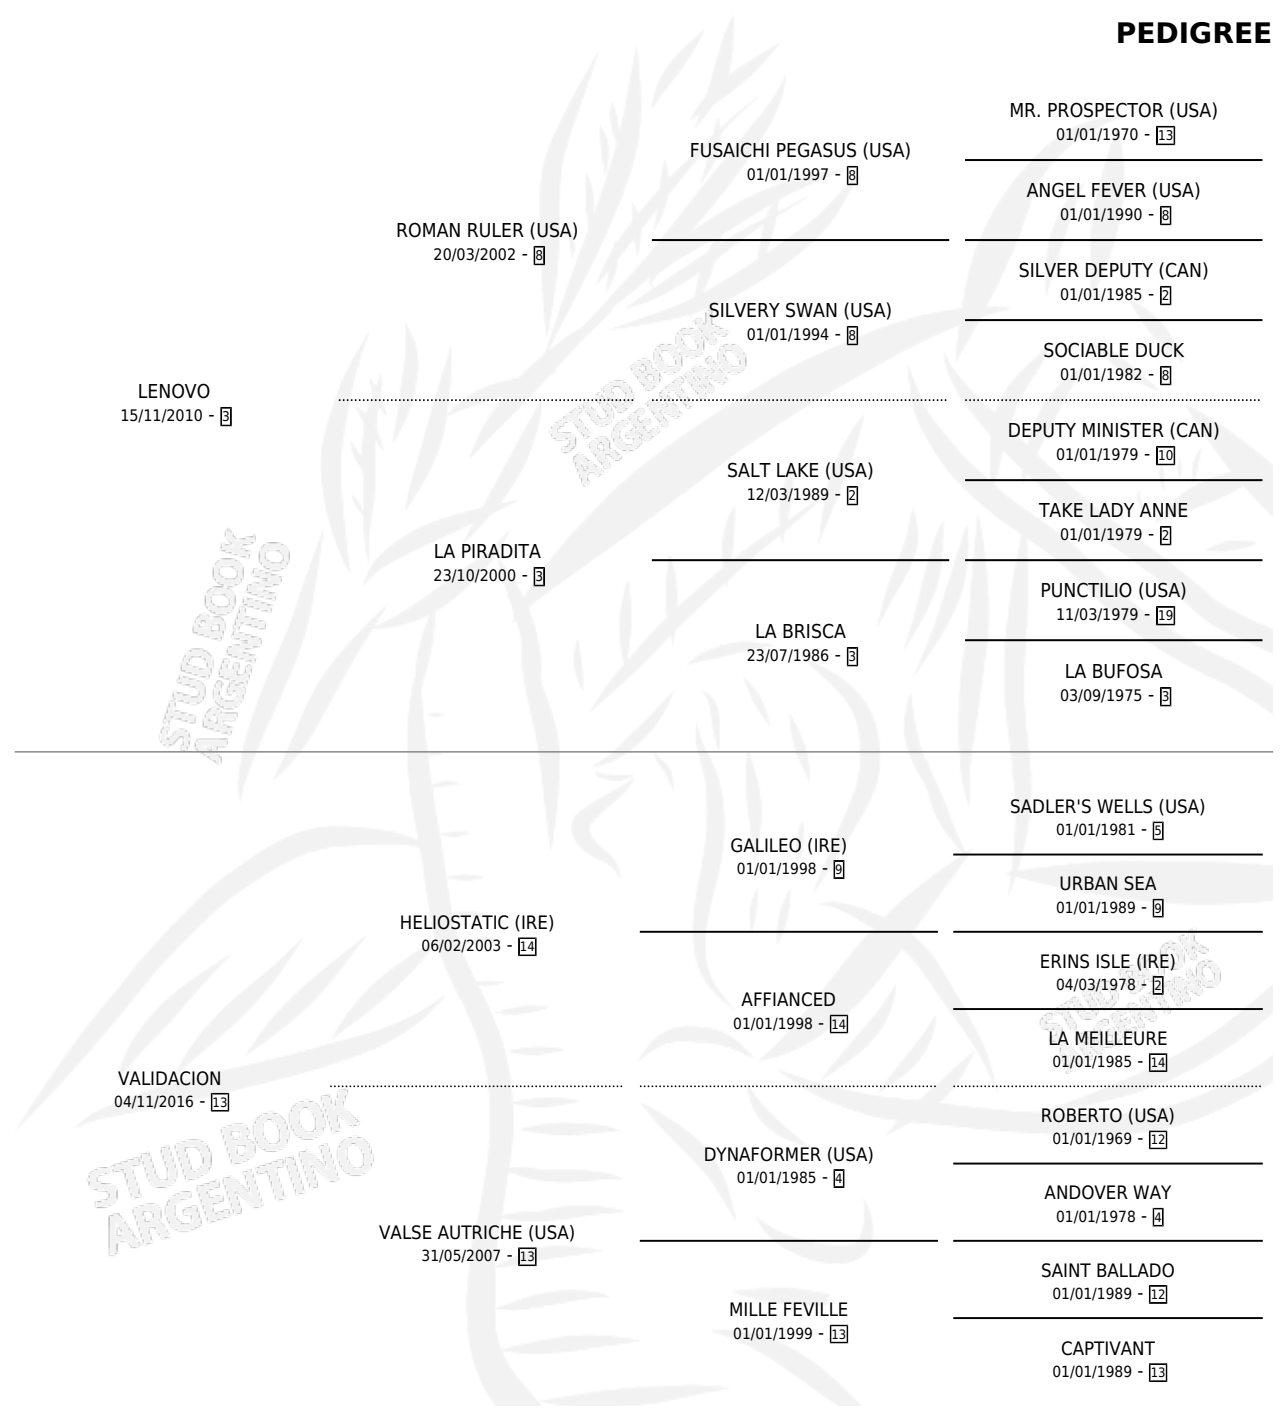 PEDIGREE
MR. PROSPECTOR (USA)
01/01/1970 - 13
FUSAICHI PEGASUS (USA)
01/01/1997 - 8
ANGEL FEVER (USA)
01/01/1990 - 8
ROMAN RULER (USA)
20/03/2002 - 8
SILVER DEPUTY (CAN)
01/01/1985 - 2
SILVERY SWAN (USA)
01/01/1994 - 8
SOCIABLE DUCK
01/01/1982 - 8
LENOVO
15/11/2010 - 3
DEPUTY MINISTER (CAN)
01/01/1979 - 10
SALT LAKE (USA)
12/03/1989 - 2
TAKE LADY ANNE
01/01/1979 - 2
LA PIRADITA
23/10/2000 - 3
PUNCTILIO (USA)
11/03/1979 - 19
LA BRISCA
23/07/1986 - 3
LA BUFOSA
03/09/1975 - 3
SADLER'S WELLS (USA)
01/01/1981 - 5
GALILEO (IRE)
01/01/1998 - 9
URBAN SEA
01/01/1989 - 9
HELIOSTATIC (IRE)
06/02/2003 - 14
ERINS ISLE (IRE)
04/03/1978 - 2
AFFIANCED
01/01/1998 - 14
LA MEILLEURE
01/01/1985 - 14
VALIDACION
04/11/2016 - 13
ROBERTO (USA)
01/01/1969 - 12
DYNAFORMER (USA)
01/01/1985 - 4
ANDOVER WAY
01/01/1978 - 4
VALSE AUTRICHE (USA)
31/05/2007 - 13
SAINT BALLADO
01/01/1989 - 12
MILLE FEVILLE
01/01/1999 - 13
CAPTIVANT
01/01/1989 - 13
STUD BOOK
ARGENTINO
STUD BOOK
ARGENTINO
STUD BOOK
ARGENTINO
STUD BOOK
ARGENTINO